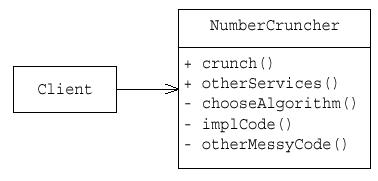 NumberCruncher
Client
+ crunch()
+ otherServices()
- chooseAlgorithm()
- implCode()
- otherMessyCode()